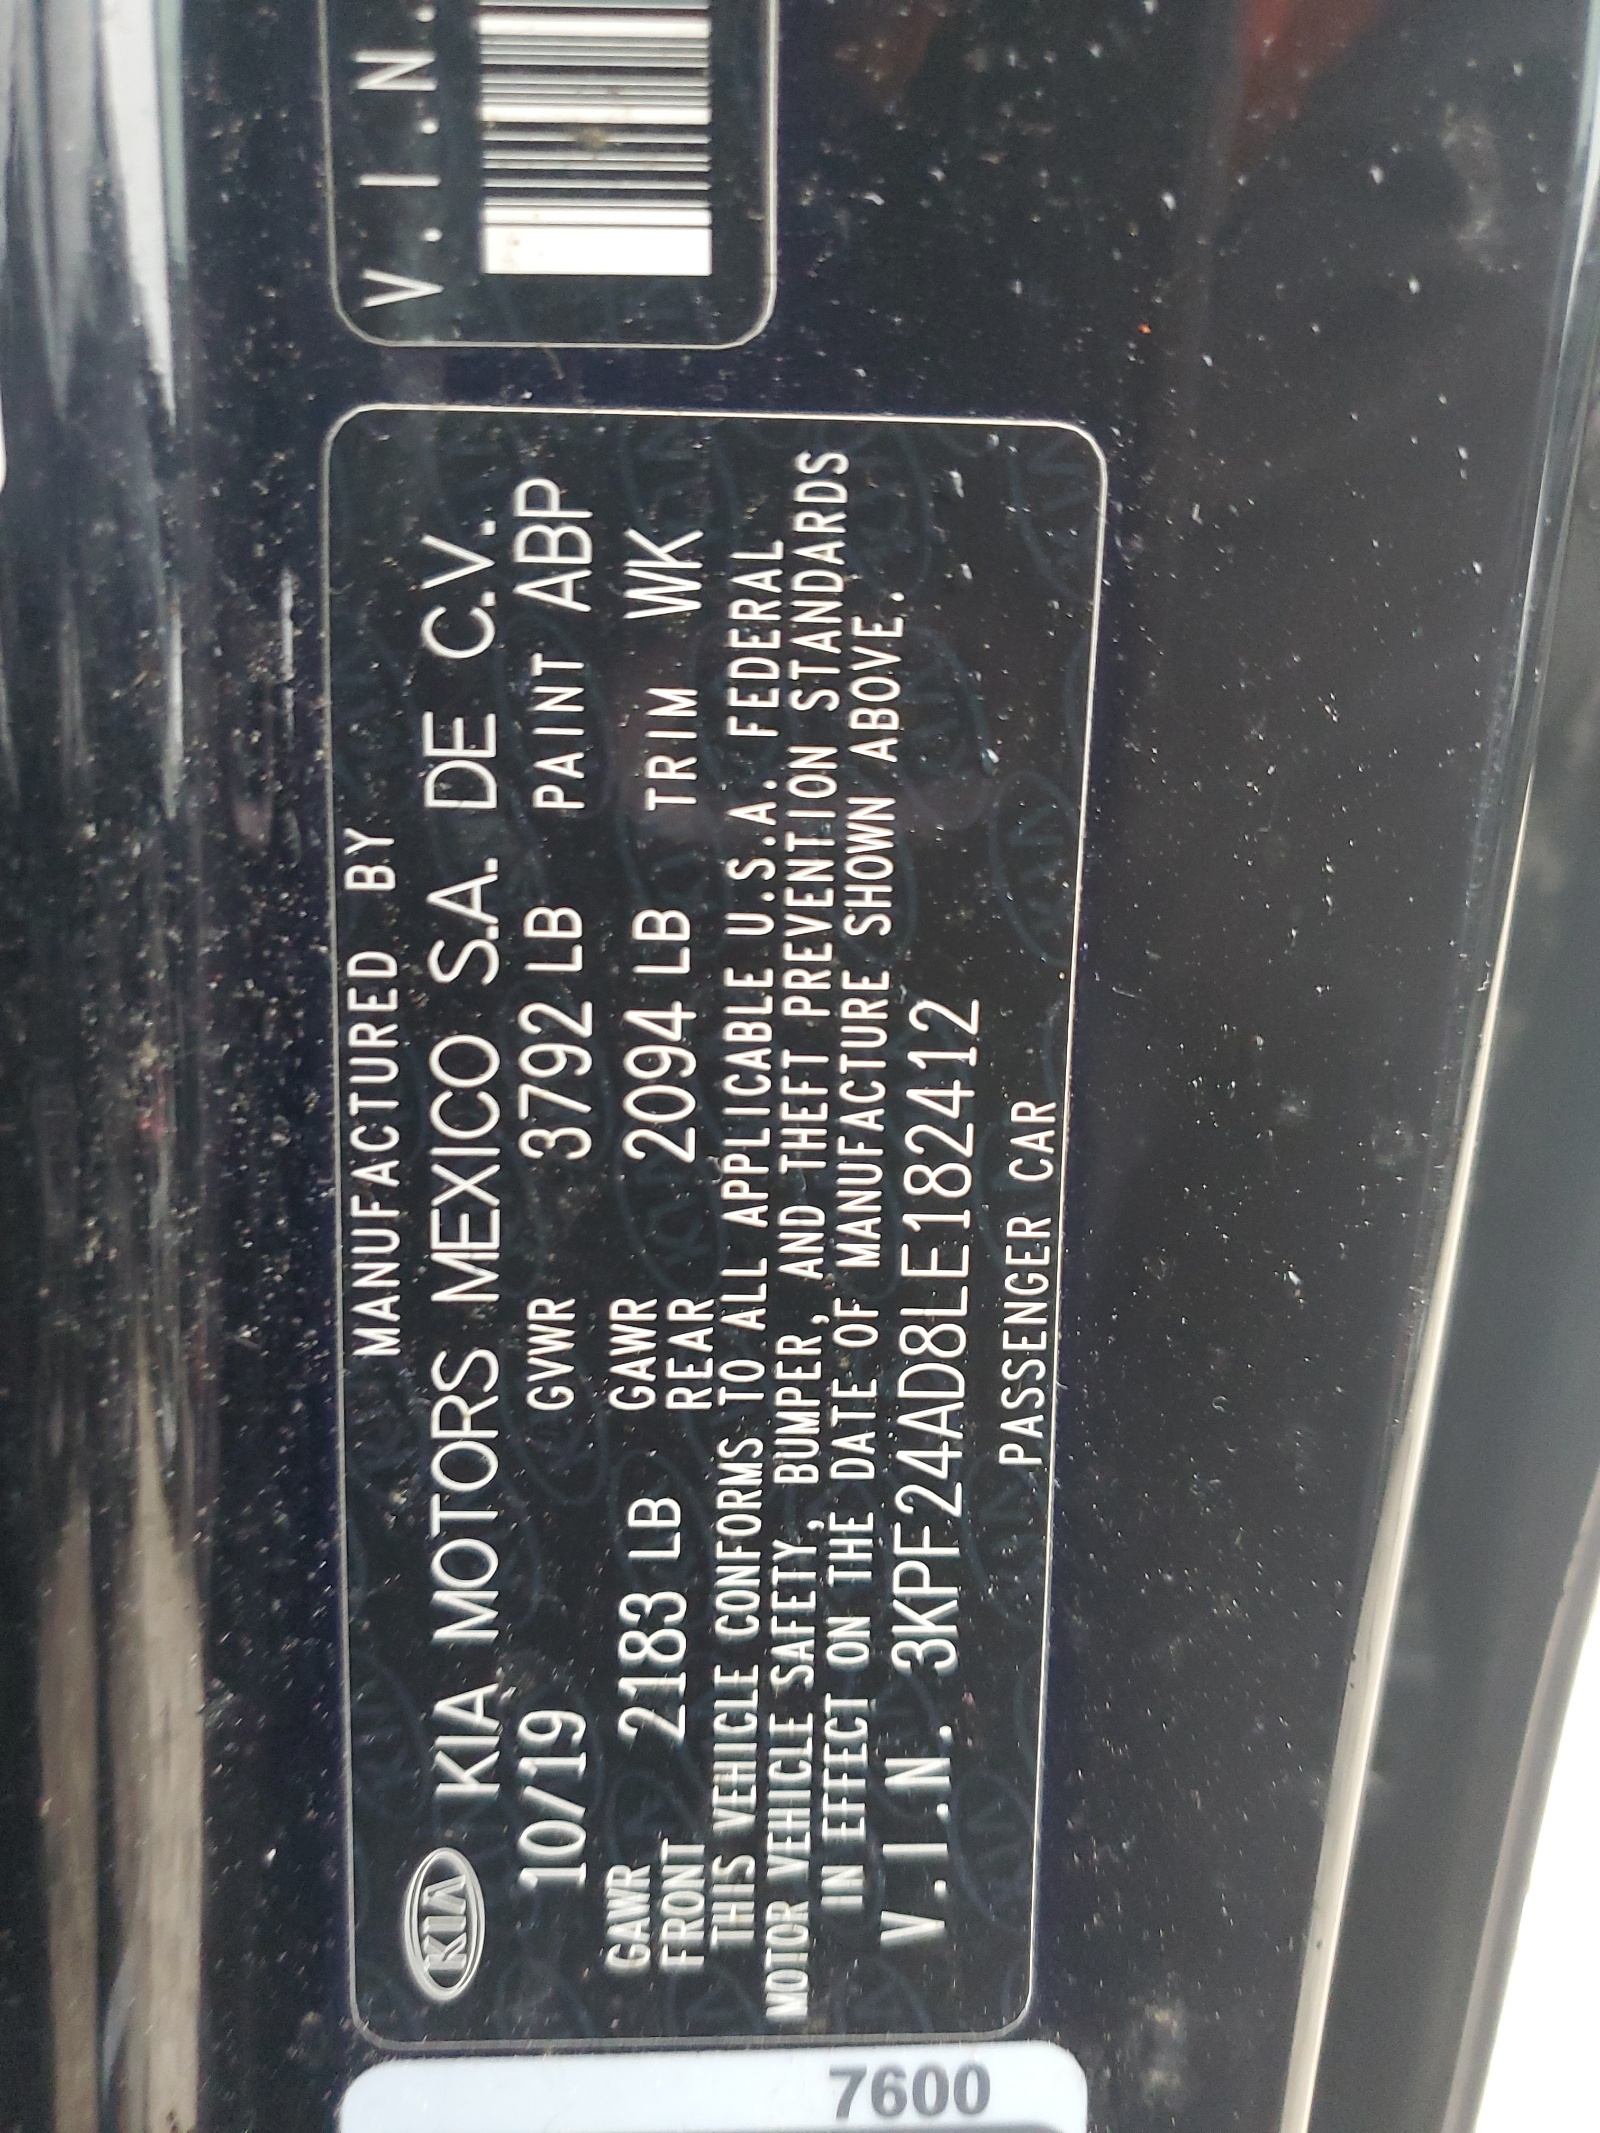 MANUFACTURED BY
KIA KIA MOTORS MEXICO S.A. DE C.V.
10/19 GVWR 3792 LB PAINT ABP
GAWR FRONT 2183 LB GAWR REAR 2094 LB TRIM WK
THIS VEHICLE CONFORMS TO ALL APPLICABLE U.S.A. FEDERAL
MOTOR VEHICLE SAFETY, BUMPER, AND THEFT PREVENTION STANDARDS
IN EFFECT ON THE DATE OF MANUFACTURE SHOWN ABOVE.
V.I.N. 3KPF24AD8LE182412
PASSENGER CAR
V.I.N.
7600